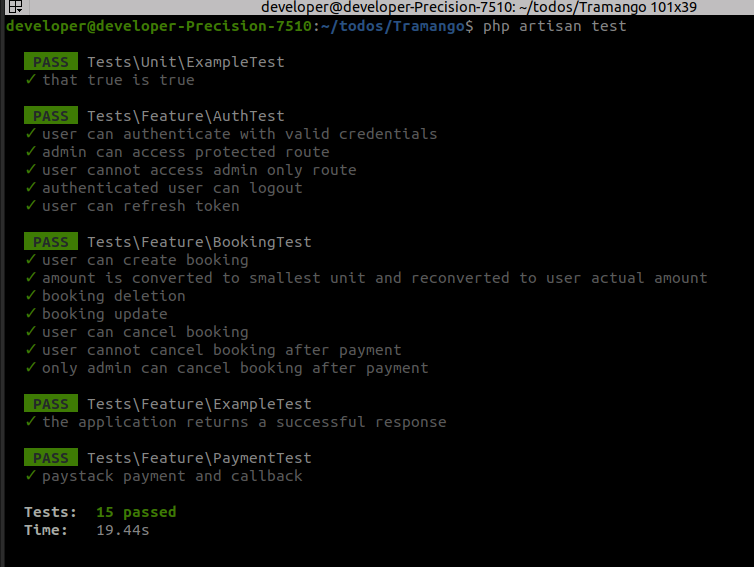 developer@developer-Precision-7510: ~/todos/Tramango 101x39
developer@developer-Precision-7510:~/todos/Tramango$ php artisan test
PASS Tests\Unit\ExampleTest
✓ that true is true
PASS Tests\Feature\AuthTest
✓ user can authenticate with valid credentials
✓ admin can access protected route
✓ user cannot access admin only route
✓ authenticated user can logout
✓ user can refresh token
PASS Tests\Feature\BookingTest
✓ user can create booking
✓ amount is converted to smallest unit and reconverted to user actual amount
✓ booking deletion
✓ booking update
✓ user can cancel booking
✓ user cannot cancel booking after payment
✓ only admin can cancel booking after payment
PASS Tests\Feature\ExampleTest
✓ the application returns a successful response
PASS Tests\Feature\PaymentTest
✓ paystack payment and callback
Tests: 15 passed
Time: 19.44s